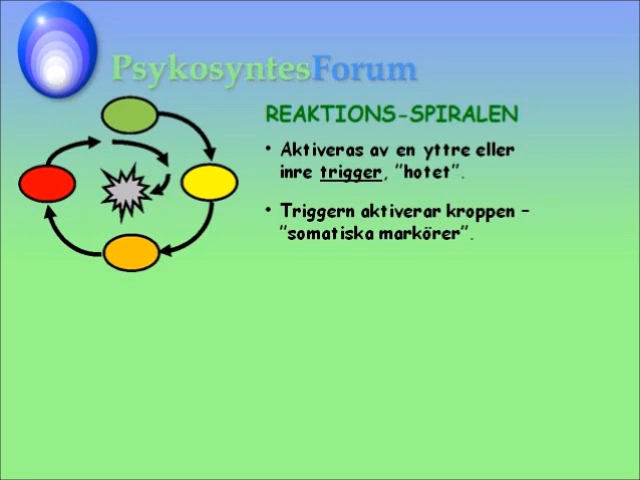 PsykosyntesForum
REAKTIONS-SPIRALEN
• Aktiveras av en yttre eller
inre trigger, ”hotet”.
• Triggern aktiverar kroppen –
”somatiska markörer”.